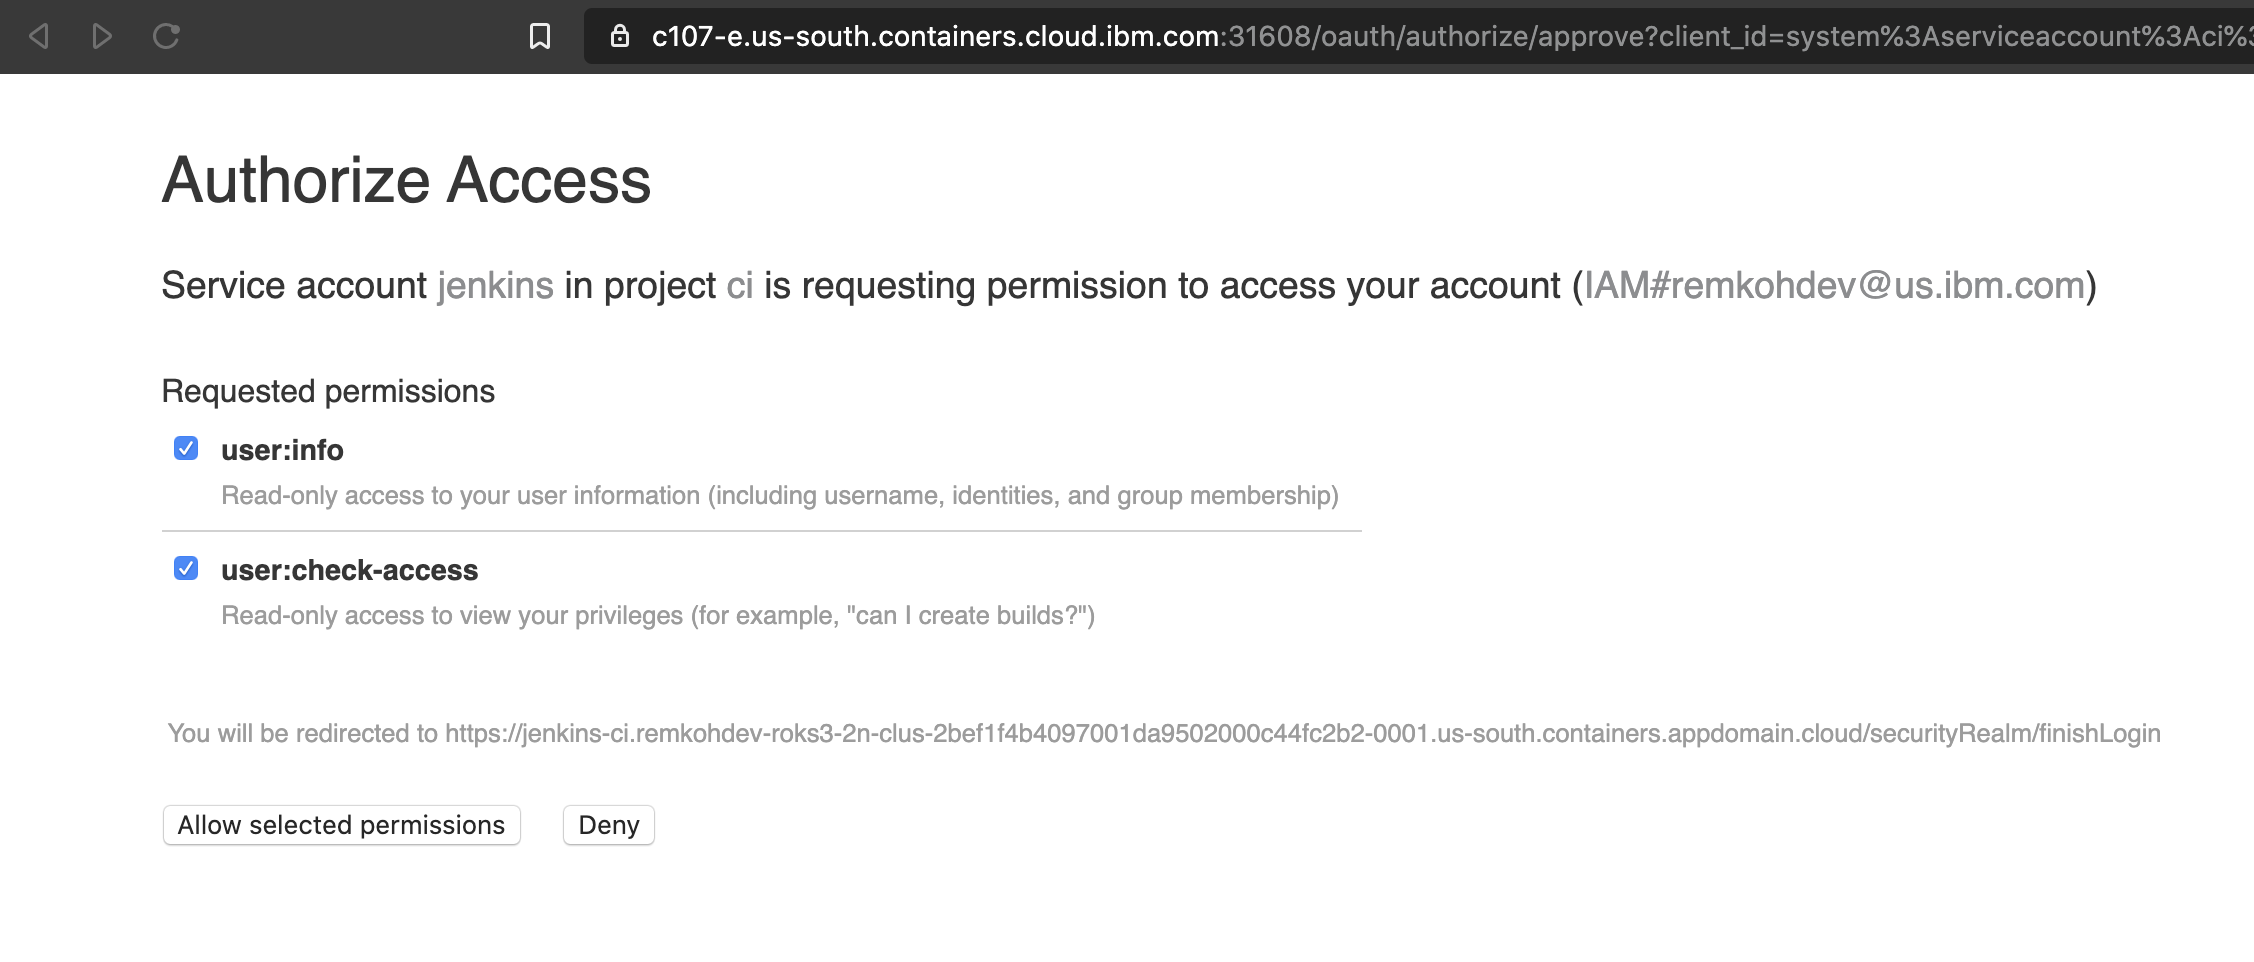 c107-e.us-south.containers.cloud.ibm.com:31608/oauth/authorize/approve?client_id=system%3Aserviceaccount%3Aci%3
Authorize Access
Service account jenkins in project ci is requesting permission to access your account (IAM#remkohdev@us.ibm.com)
Requested permissions
user:info
Read-only access to your user information (including username, identities, and group membership)
user:check-access
Read-only access to view your privileges (for example, "can I create builds?")
You will be redirected to https://jenkins-ci.remkohdev-roks3-2n-clus-2bef1f4b4097001da9502000c44fc2b2-0001.us-south.containers.appdomain.cloud/securityRealm/finishLogin
Allow selected permissions Deny